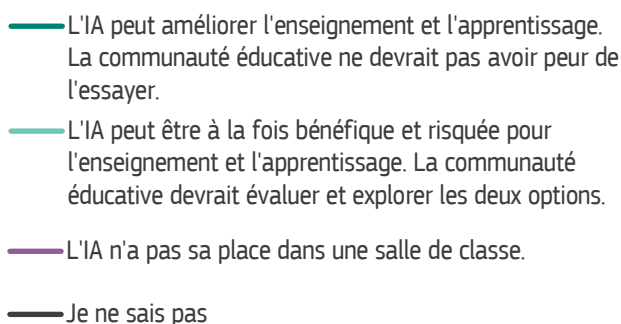 L'IA peut améliorer l'enseignement et l'apprentissage.
La communauté éducative ne devrait pas avoir peur de
l'essayer.
L'IA peut être à la fois bénéfique et risquée pour
l'enseignement et l'apprentissage. La communauté
éducative devrait évaluer et explorer les deux options.
L'IA n'a pas sa place dans une salle de classe.
Je ne sais pas